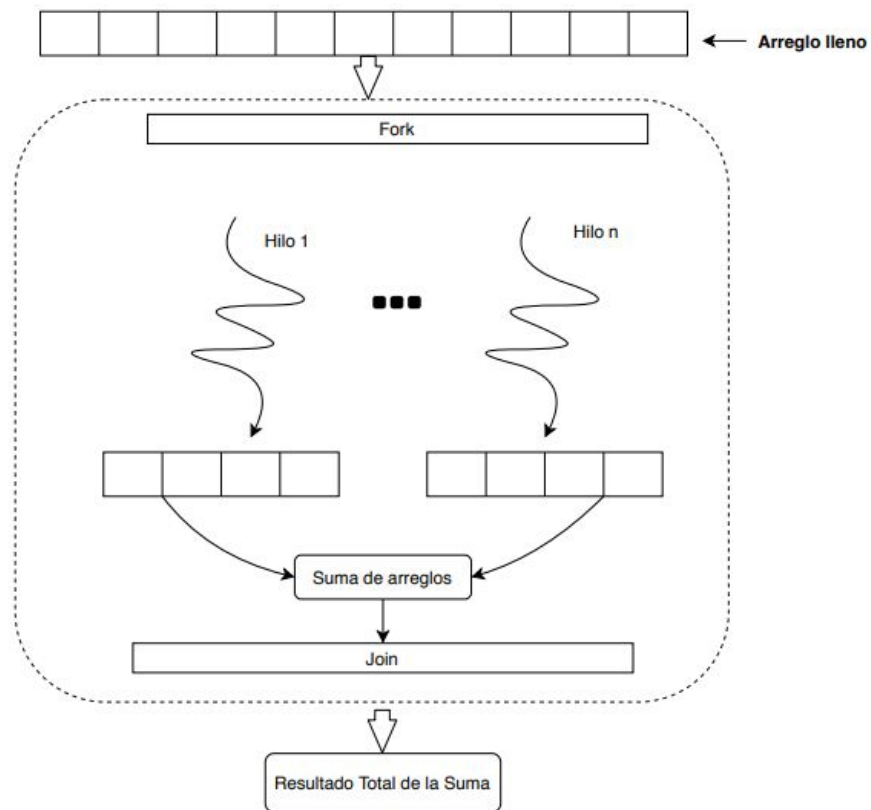 Arreglo lleno
Fork
Hilo 1
Hilo n
Suma de arreglos
Join
Resultado Total de la Suma